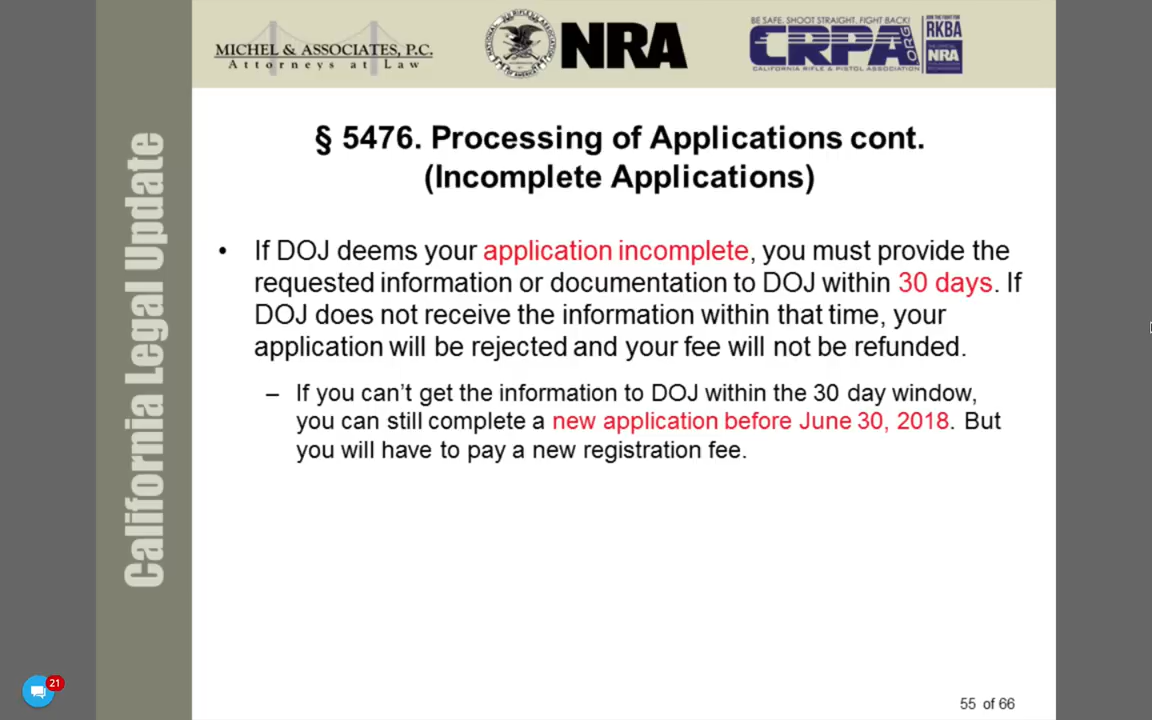 MICHEL & ASSOCIATES, P.C.
Attorneys at Law
NRA
BE SAFE. SHOOT STRAIGHT. FIGHT BACK!
CRPA.ORG
CALIFORNIA RIFLE & PISTOL ASSOCIATION
RKBA
NRA
California Legal Update
§ 5476. Processing of Applications cont.
(Incomplete Applications)
• If DOJ deems your application incomplete, you must provide the
requested information or documentation to DOJ within 30 days. If
DOJ does not receive the information within that time, your
application will be rejected and your fee will not be refunded.
– If you can’t get the information to DOJ within the 30 day window,
you can still complete a new application before June 30, 2018. But
you will have to pay a new registration fee.
55 of 66
21